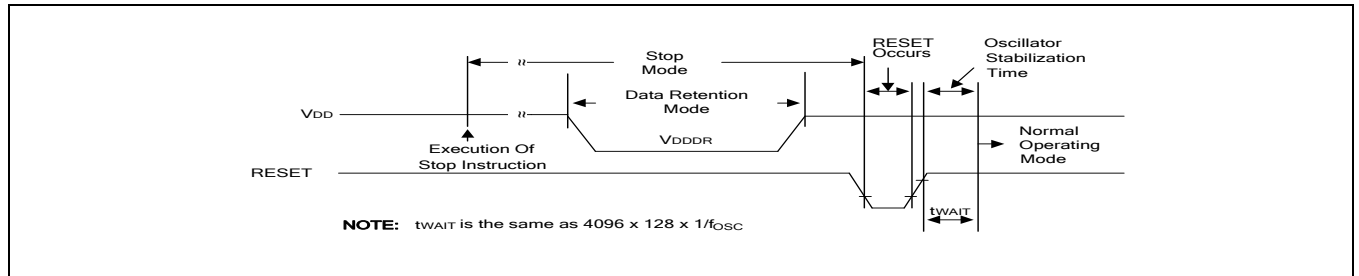 RESET
Occurs
Oscillator
Stabilization
Time
Stop
Mode
Data Retention
Mode
VDD
VDDDR
Execution Of
Stop Instruction
Normal
Operating
Mode
RESET
tWAIT
NOTE: tWAIT is the same as 4096 x 128 x 1/fOSC